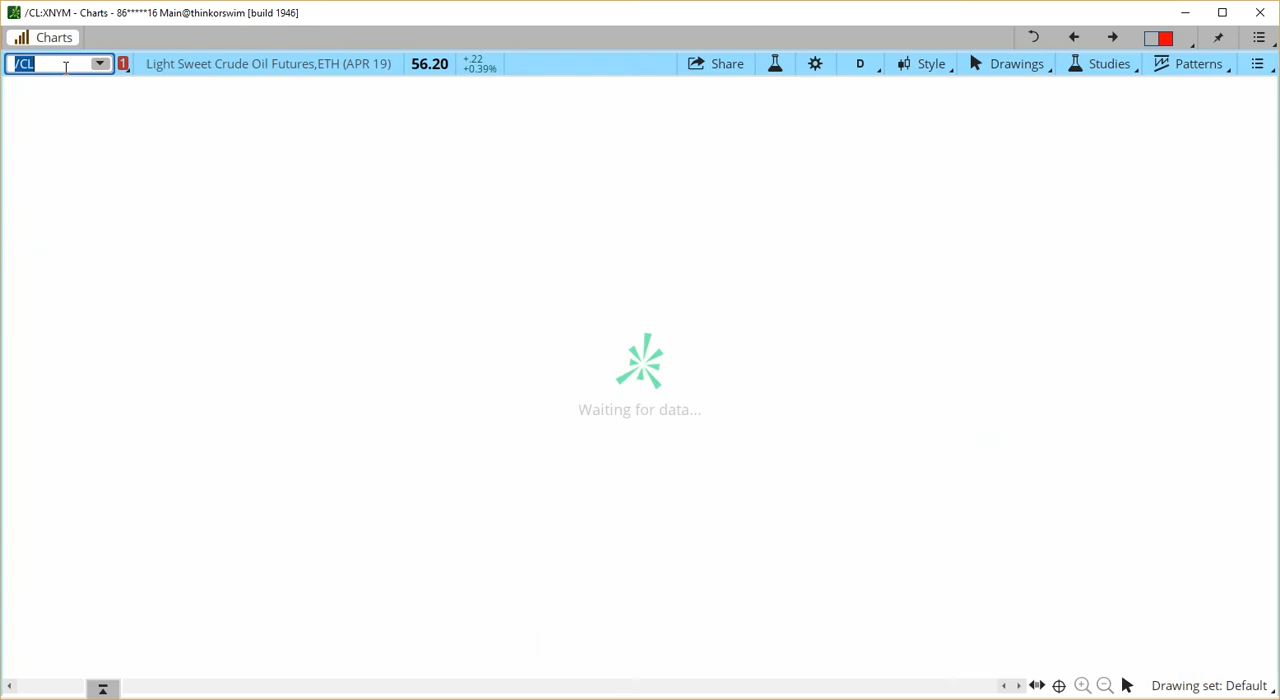 /CL:XNYM - Charts - 86*****16 Main@thinkorswim [build 1946]
Charts
/CL
1
Light Sweet Crude Oil Futures,ETH (APR 19)
56.20
+.22
+0.39%
Share
D
Style
Drawings
Studies
Patterns
Waiting for data...
Drawing set: Default